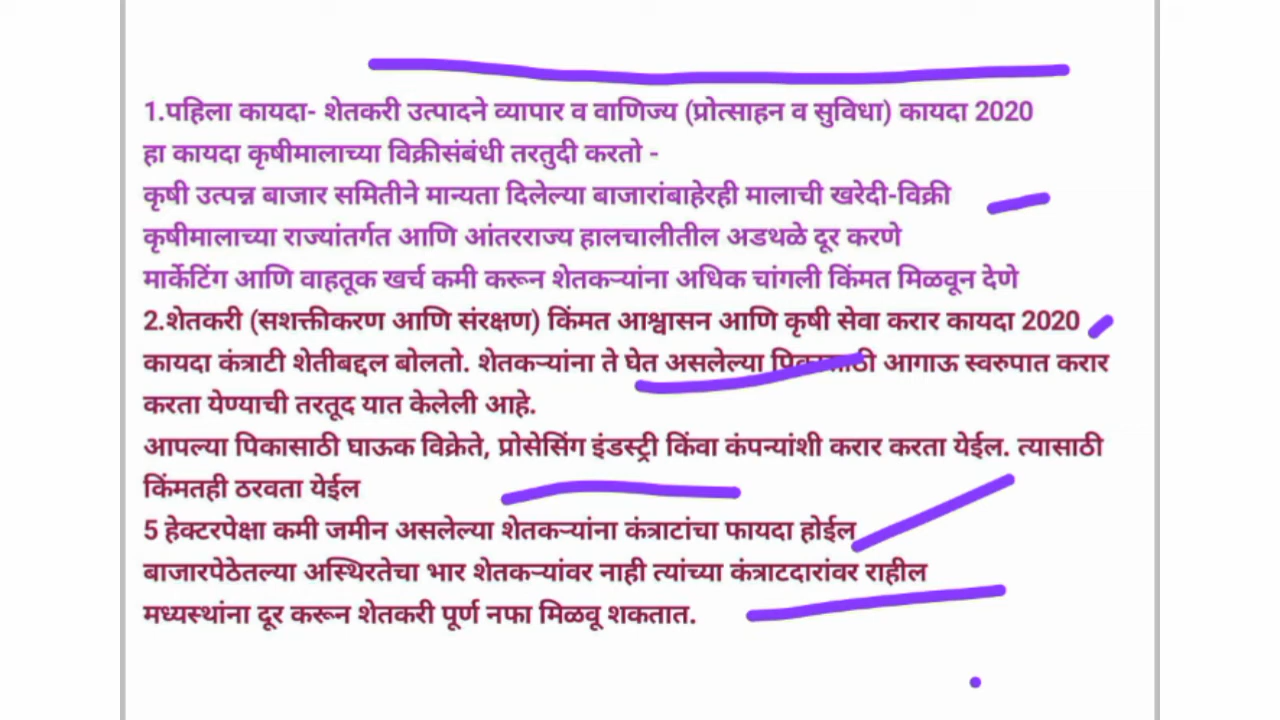 1.पहिला कायदा- शेतकरी उत्पादने व्यापार व वाणिज्य (प्रोत्साहन व सुविधा) कायदा 2020
हा कायदा कृषीमालाच्या विक्रीसंबंधी तरतुदी करतो -
कृषी उत्पन्न बाजार समितीने मान्यता दिलेल्या बाजारांबाहेरही मालाची खरेदी-विक्री
कृषीमालाच्या राज्यांतर्गत आणि आंतरराज्य हालचालीतील अडथळे दूर करणे
मार्केटिंग आणि वाहतूक खर्च कमी करून शेतकऱ्यांना अधिक चांगली किंमत मिळवून देणे
2.शेतकरी (सशक्तीकरण आणि संरक्षण) किंमत आश्वासन आणि कृषी सेवा करार कायदा 2020
कायदा कंत्राटी शेतीबद्दल बोलतो. शेतकऱ्यांना ते घेत असलेल्या पिकासाठी आगाऊ स्वरुपात करार
करता येण्याची तरतूद यात केलेली आहे.
आपल्या पिकासाठी घाऊक विक्रेते, प्रोसेसिंग इंडस्ट्री किंवा कंपन्यांशी करार करता येईल. त्यासाठी
किंमतही ठरवता येईल
5 हेक्टरपेक्षा कमी जमीन असलेल्या शेतकऱ्यांना कंत्राटांचा फायदा होईल
बाजारपेठेतल्या अस्थिरतेचा भार शेतकऱ्यांवर नाही त्यांच्या कंत्राटदारांवर राहील
मध्यस्थांना दूर करून शेतकरी पूर्ण नफा मिळवू शकतात.